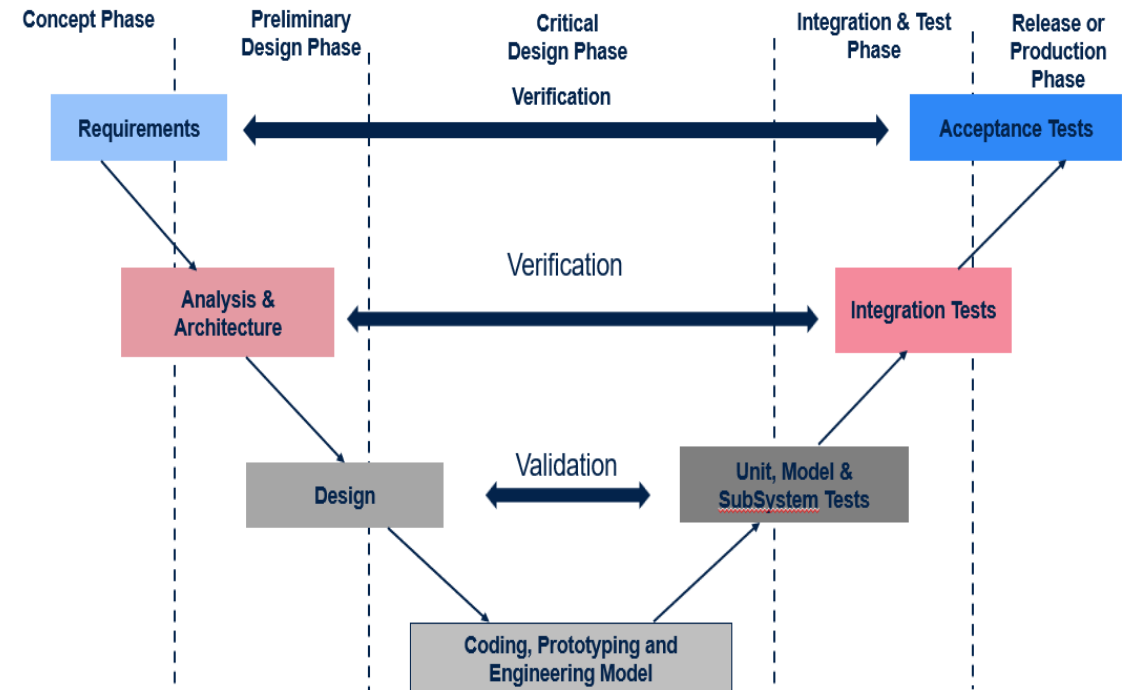 Concept Phase
Preliminary
Design Phase
Critical
Design Phase
Integration & Test
Phase
Release or
Production
Phase
Verification
Requirements
Acceptance Tests
Verification
Analysis &
Architecture
Integration Tests
Validation
Design
Unit, Model &
SubSystem Tests
Coding, Prototyping and
Engineering Model